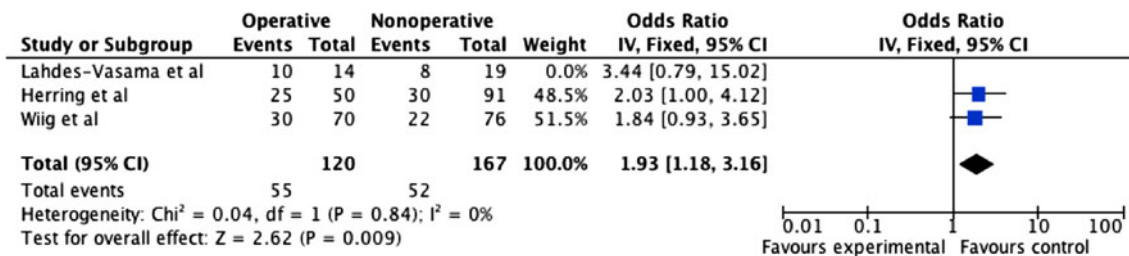 Operative Nonoperative Odds Ratio Odds Ratio
Study or Subgroup Events Total Events Total Weight IV, Fixed, 95% CI IV, Fixed, 95% CI
Lahdes-Vasama et al 10 14 8 19 0.0% 3.44 [0.79, 15.02]
Herring et al 25 50 30 91 48.5% 2.03 [1.00, 4.12]
Wiig et al 30 70 22 76 51.5% 1.84 [0.93, 3.65]
Total (95% CI) 120 167 100.0% 1.93 [1.18, 3.16]
Total events 55 52
Heterogeneity: Chi² = 0.04, df = 1 (P = 0.84); I² = 0%
Test for overall effect: Z = 2.62 (P = 0.009)
0.01 0.1 1 10 100
Favours experimental Favours control